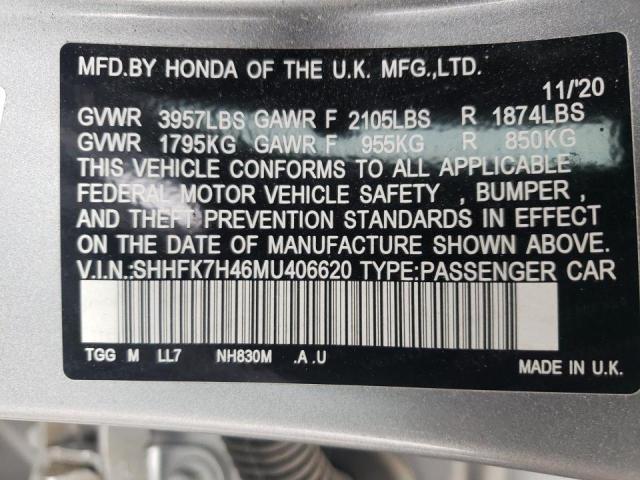 MFD.BY HONDA OF THE U.K. MFG.,LTD.
11/'20
GVWR 3957LBS GAWR F 2105LBS R 1874LBS
GVWR 1795KG GAWR F 955KG R 850KG
THIS VEHICLE CONFORMS TO ALL APPLICABLE
FEDERAL MOTOR VEHICLE SAFETY , BUMPER ,
AND THEFT PREVENTION STANDARDS IN EFFECT
ON THE DATE OF MANUFACTURE SHOWN ABOVE.
V.I.N.:SHHFK7H46MU406620 TYPE:PASSENGER CAR
TGG M LL7 NH830M .A .U
MADE IN U.K.